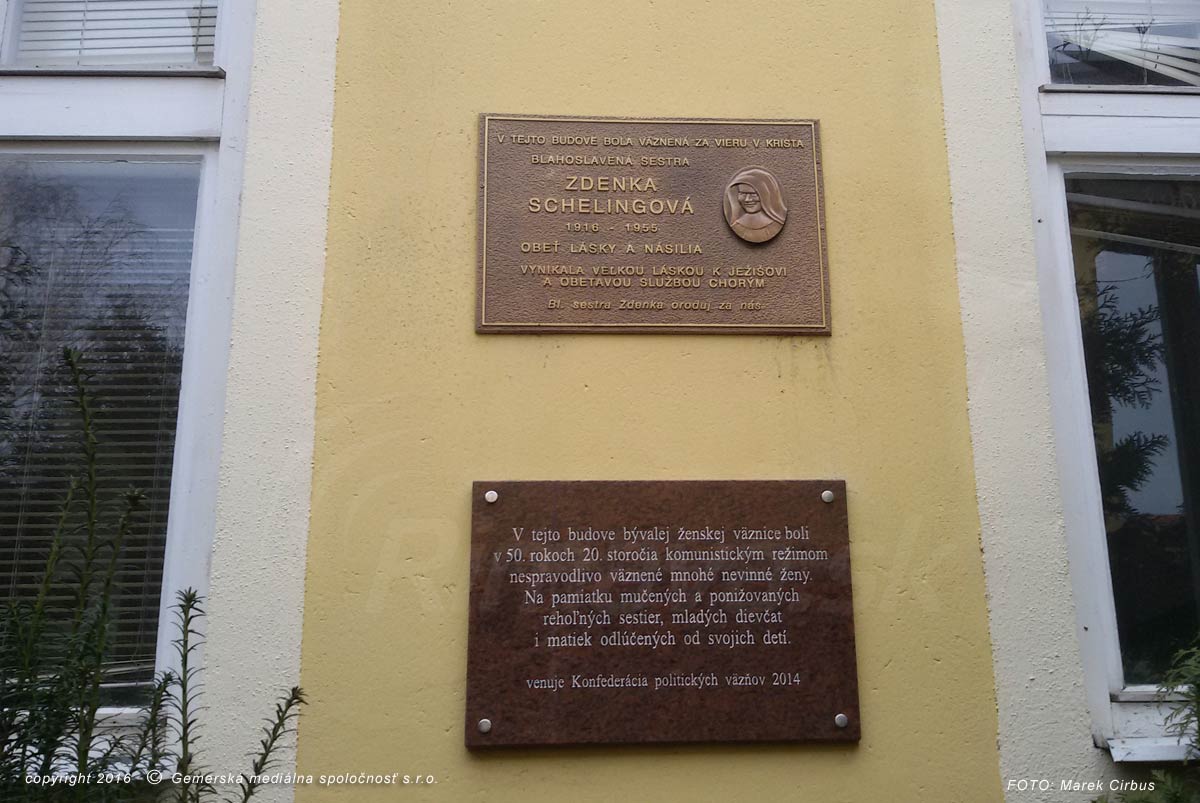 V TEJTO BUDOVE BOLA VÄZNENÁ ZA VIERU V KRISTA
BLAHOSLAVENÁ SESTRA
ZDENKA
SCHELINGOVÁ
1916 - 1955
OBEŤ LÁSKY A NÁSILIA
VYNIKALA VEĽKOU LÁSKOU K JEŽIŠOVI
A OBETAVOU SLUŽBOU CHORÝM
Bl. sestra Zdenka oroduj za nás
V tejto budove bývalej ženskej väznice boli
v 50. rokoch 20. storočia komunistickým režimom
nespravodlivo väznené mnohé nevinné ženy.
Na pamiatku mučených a ponižovaných
rehoľných sestier, mladých dievčat
i matiek odlúčených od svojich detí.
venuje Konfederácia politických väzňov 2014
copyright 2016 © Gemerská mediálna spoločnosť s.r.o.
FOTO: Marek Cirbus